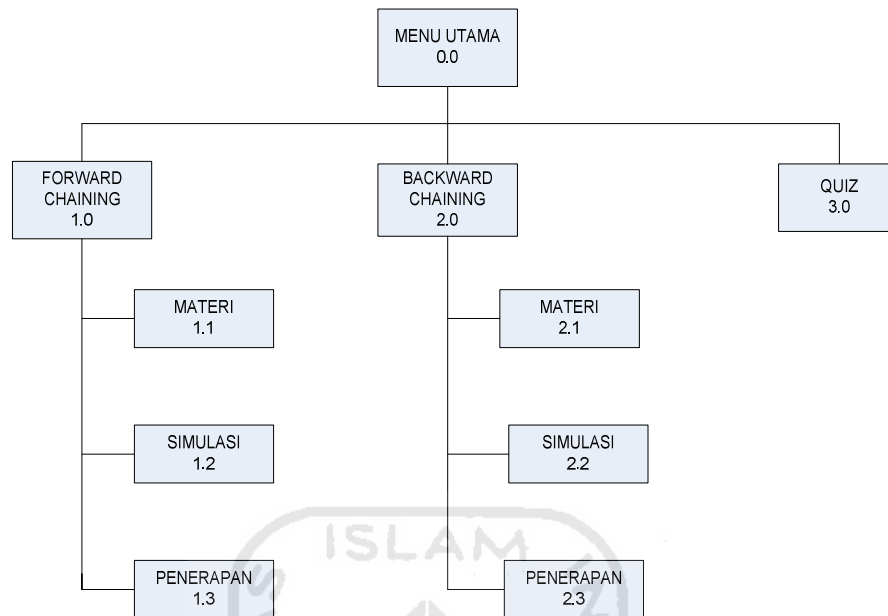 MENU UTAMA
0.0
FORWARD
CHAINING
1.0
BACKWARD
CHAINING
2.0
QUIZ
3.0
MATERI
1.1
MATERI
2.1
SIMULASI
1.2
SIMULASI
2.2
ISLAM
PENERAPAN
1.3
PENERAPAN
2.3